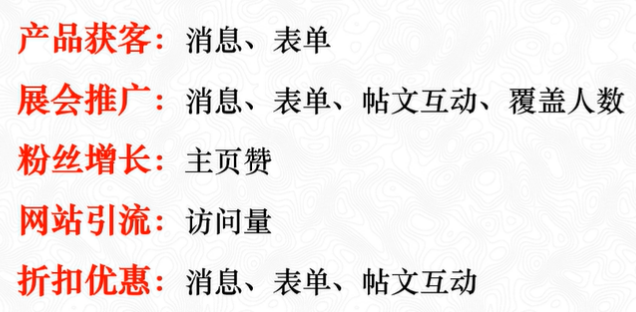 产品获客：消息、表单
展会推广：消息、表单、帖文互动、覆盖人数
粉丝增长：主页赞
网站引流：访问量
折扣优惠：消息、表单、帖文互动